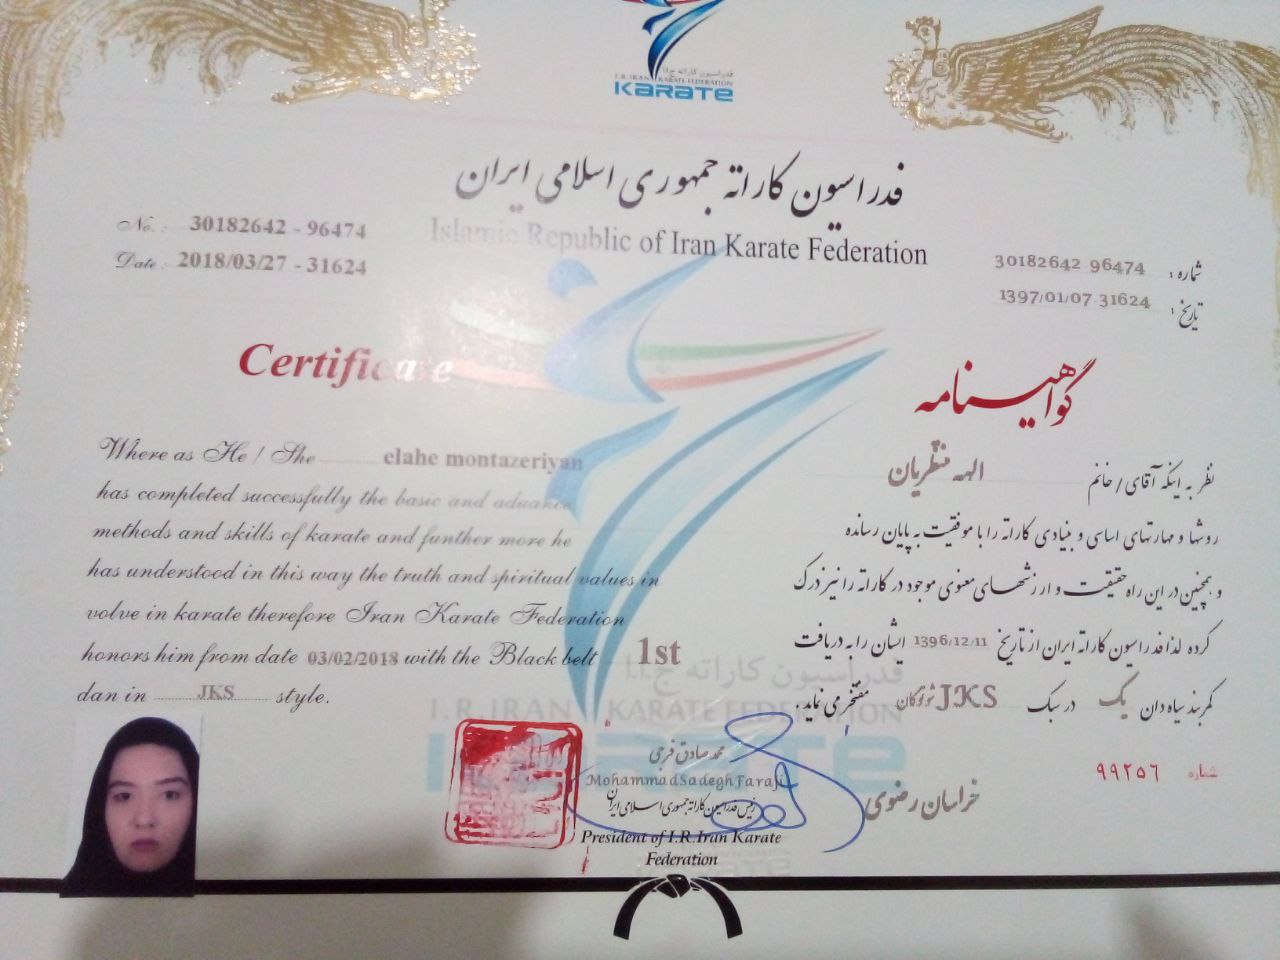 فدراسیون کاراته ج.ا.ا
I.R. IRAN KARATE FEDERATION
KARATE
فدراسیون کاراته جمهوری اسلامی ایران
Islamic Republic of Iran Karate Federation
No. : 30182642 - 96474
Date : 2018/03/27 - 31624
شماره : 30182642 96474
تاریخ : 1397/01/07 31624
Certificate
Where as He / She elahe montazeriyan
has completed successfully the basic and advance
methods and skills of karate and funther more he
has understood in this way the truth and spiritual values in
volve in karate therefore Iran Karate Federation
honors him from date 03/02/2018 with the Black belt 1st
dan in JKS style.
گواهینامه
نظر به اینکه آقای / خانم الهه منتظریان
روشها و مهارتهای اساسی و بنیادی کاراته را با موفقیت به پایان رسانده
و همچنین در این راه حقیقت و ارزشهای معنوی موجود در کاراته را نیز درک
کرده لذا فدراسیون کاراته ایران از تاریخ 1396/12/11 ایشان را به دریافت
کمربند سیاه دان یک در سبک JKS شوتوکان مفتخر می نماید.
فدراسیون کاراته ج.ا.ا
I.R. IRAN KARATE FEDERATION
KARATE
شماره ۹۹۲۵۶
محمد صادق فرجی
Mohammad Sadegh Faraji
رئیس فدراسیون کاراته جمهوری اسلامی ایران
President of I.R.Iran Karate
Federation
خراسان رضوی